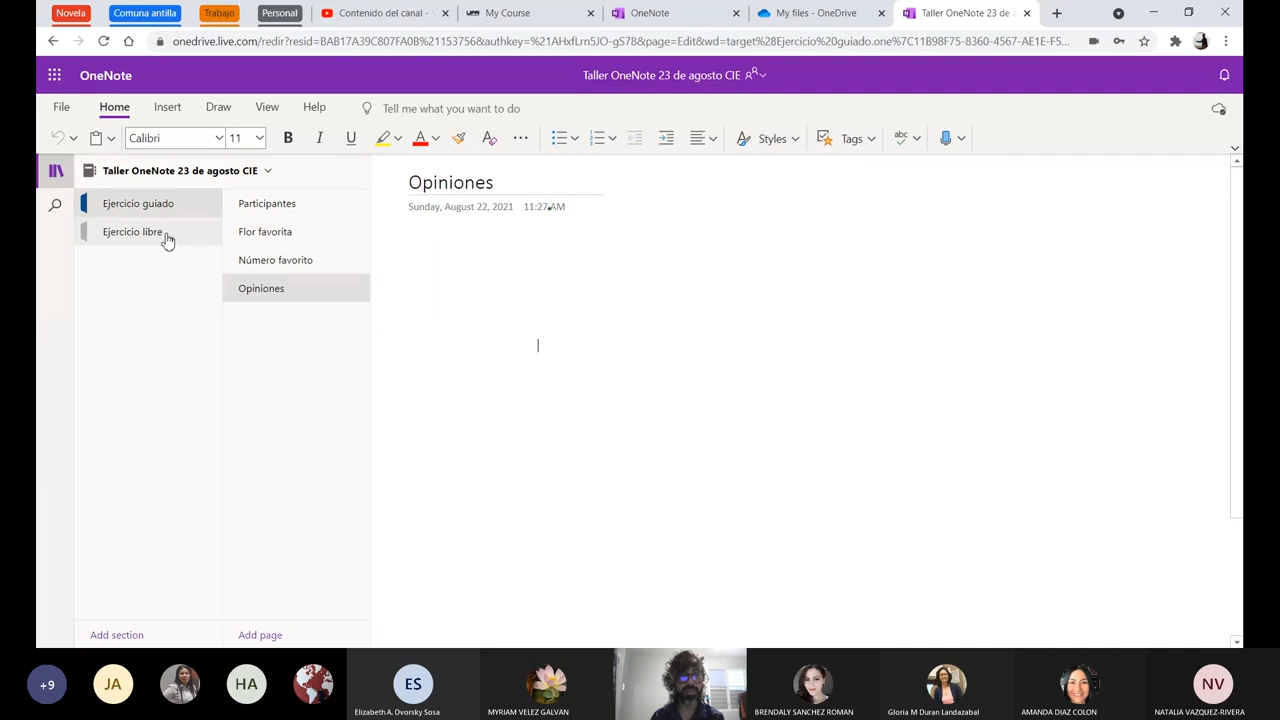 Novela
Comuna antilla
Trabajo
Personal
Contenido del canal -
My Course
OneNote
My files - OneDrive
Taller OneNote 23 de a
onedrive.live.com/redir?resid=BAB17A39C807FA0B%21153756&authkey=%21AHxfLrn5JO-gS78&page=Edit&wd=target%28Ejercicio%20guiado.one%7C11B98F75-8360-4567-AE1E-F5...
OneNote
Taller OneNote 23 de agosto CIE
File
Home
Insert
Draw
View
Help
Tell me what you want to do
Calibri
11
B
I
U
A
Styles
Tags
abc
Taller OneNote 23 de agosto CIE
Ejercicio guiado
Ejercicio libre
Participantes
Flor favorita
Número favorito
Opiniones
Opiniones
Sunday, August 22, 2021
11:27 AM
Add section
Add page
+9
JA
HA
ES
Elizabeth A. Dvorsky Sosa
MYRIAM VELEZ GALVAN
BRENDALY SANCHEZ ROMAN
Gloria M Duran Landazabal
AMANDA DIAZ COLON
NV
NATALIA VAZQUEZ-RIVERA